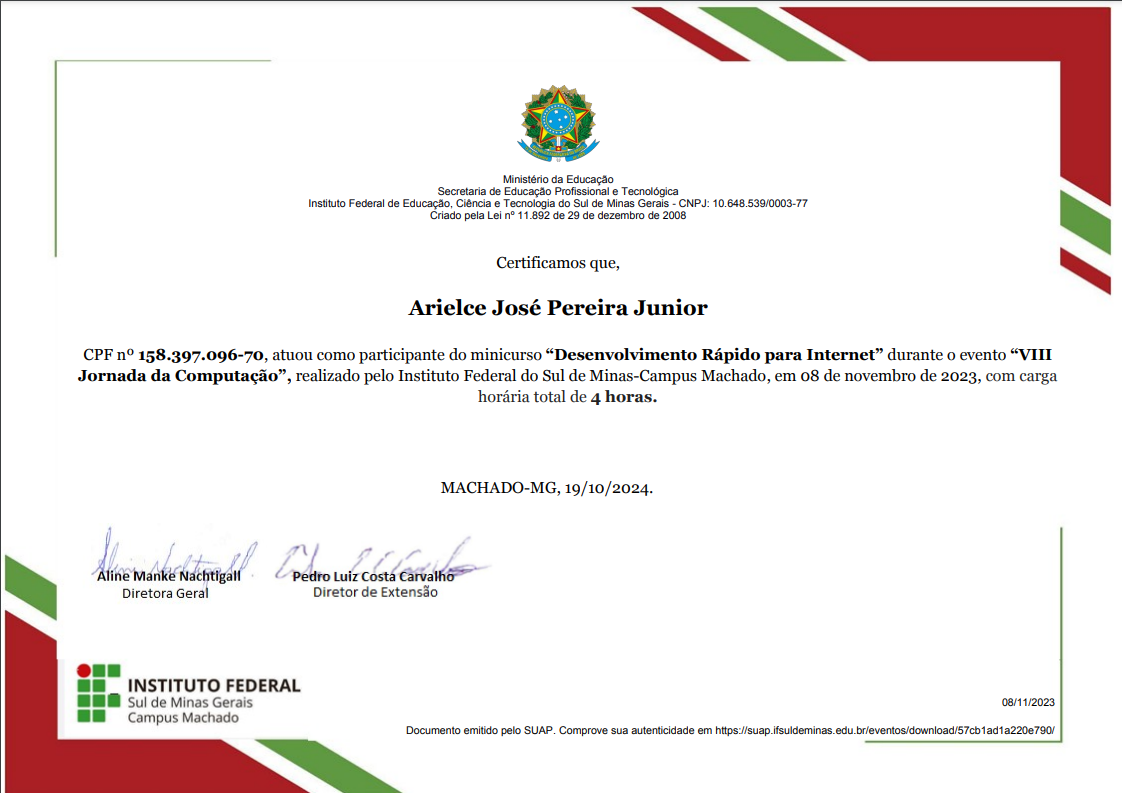 Ministério da Educação
Secretaria de Educação Profissional e Tecnológica
Instituto Federal de Educação, Ciência e Tecnologia do Sul de Minas Gerais - CNPJ: 10.648.539/0003-77
Criado pela Lei nº 11.892 de 29 de dezembro de 2008
Certificamos que,
Arielce José Pereira Junior
CPF nº 158.397.096-70, atuou como participante do minicurso “Desenvolvimento Rápido para Internet” durante o evento “VIII
Jornada da Computação”, realizado pelo Instituto Federal do Sul de Minas-Campus Machado, em 08 de novembro de 2023, com carga
horária total de 4 horas.
MACHADO-MG, 19/10/2024.
Aline Nachtigall
Aline Manke Nachtigall
Diretora Geral
Pedro Luiz Costa Carvalho
Diretor de Extensão
INSTITUTO FEDERAL
Sul de Minas Gerais
Campus Machado
08/11/2023
Documento emitido pelo SUAP. Comprove sua autenticidade em https://suap.ifsuldeminas.edu.br/eventos/download/57cb1ad1a220e790/